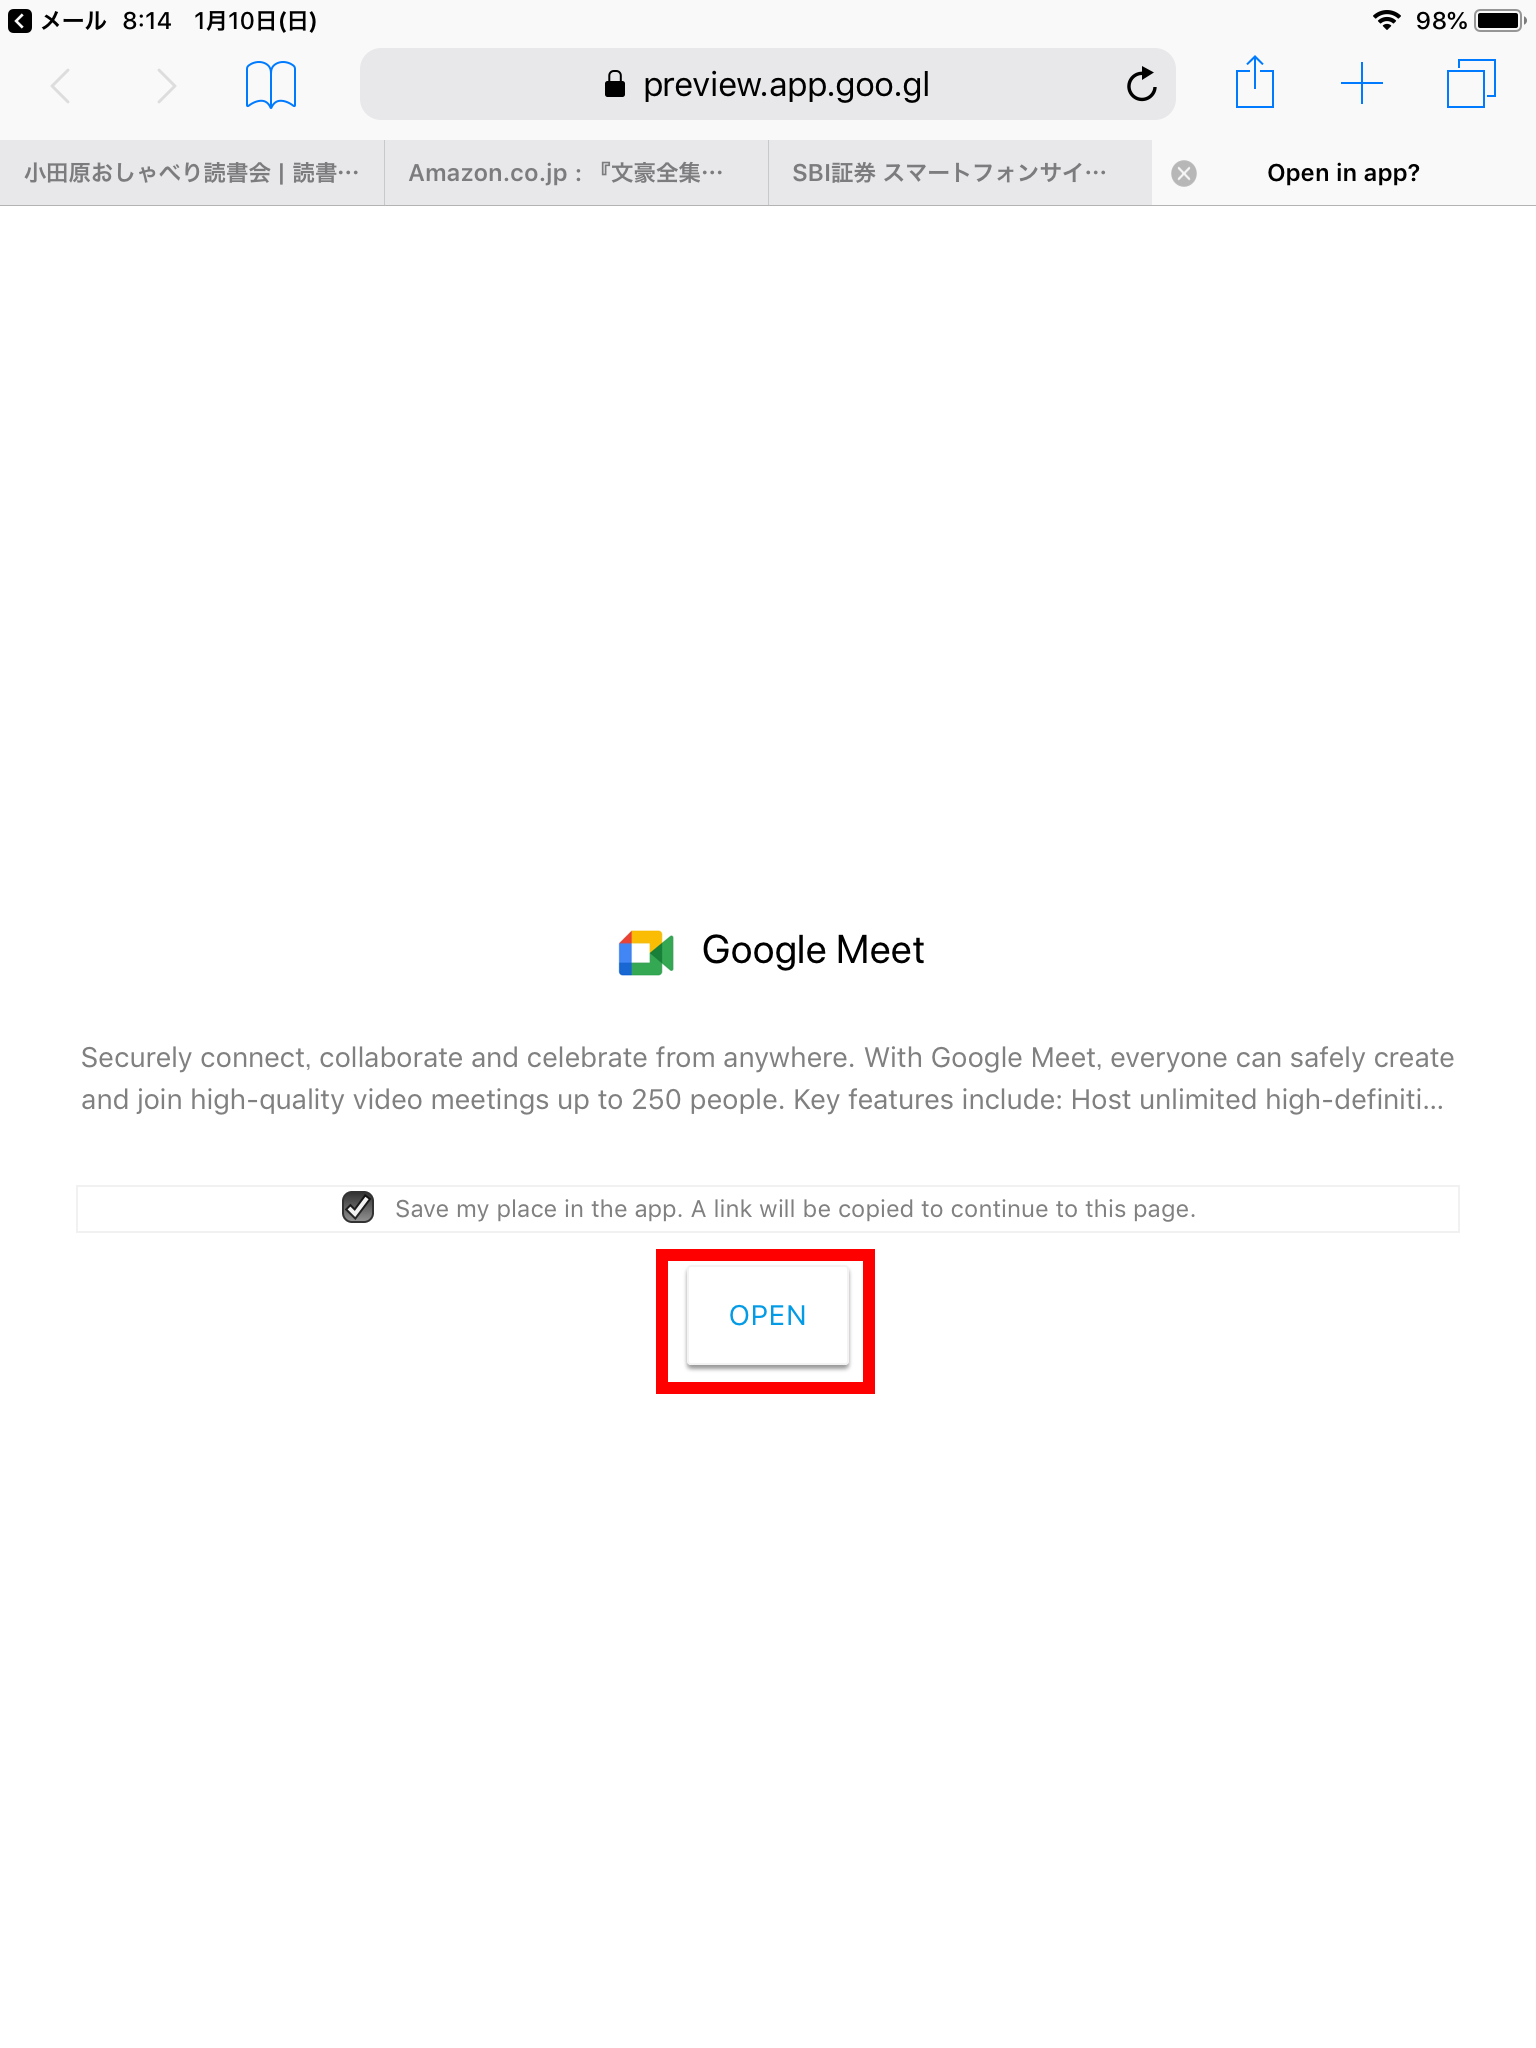 メール 8:14 1月10日(日) 98%
preview.app.goo.gl
小田原おしゃべり読書会 | 読書… Amazon.co.jp : 『文豪全集… SBI証券 スマートフォンサイ… Open in app?
Google Meet
Securely connect, collaborate and celebrate from anywhere. With Google Meet, everyone can safely create
and join high-quality video meetings up to 250 people. Key features include: Host unlimited high-definiti...
Save my place in the app. A link will be copied to continue to this page.
OPEN